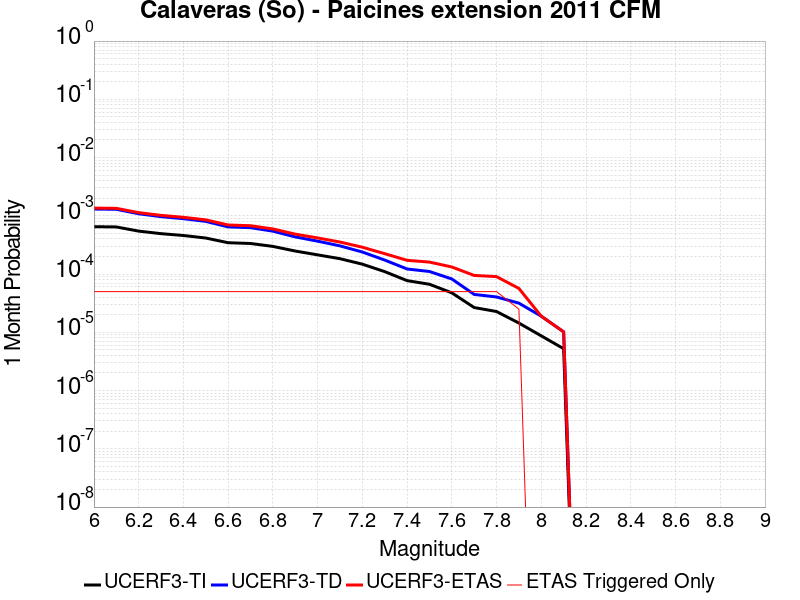 Calaveras (So) - Paicines extension 2011 CFM
10^0
10^-1
10^-2
10^-3
10^-4
10^-5
10^-6
10^-7
10^-8
1 Month Probability
6 6.2 6.4 6.6 6.8 7 7.2 7.4 7.6 7.8 8 8.2 8.4 8.6 8.8 9
Magnitude
UCERF3-TI UCERF3-TD UCERF3-ETAS ETAS Triggered Only